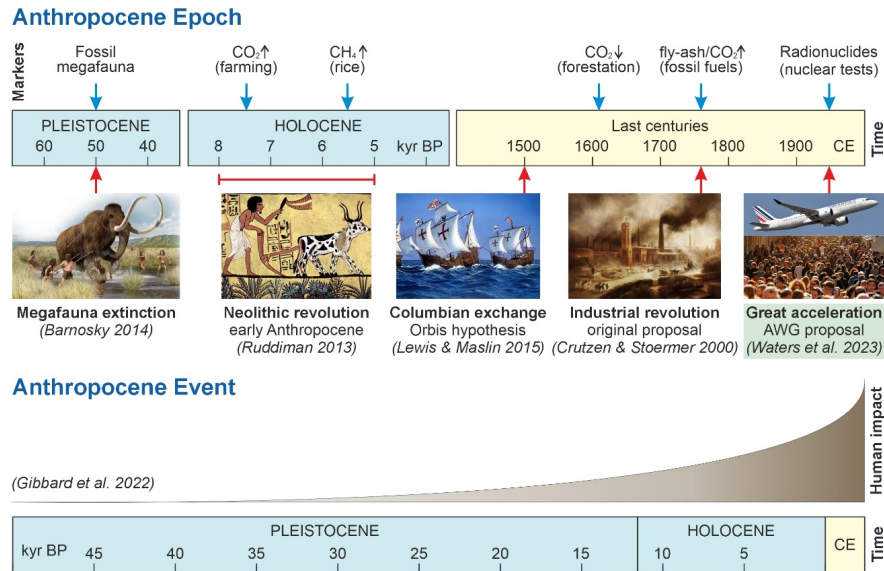 Anthropocene Epoch
Markers
Fossil
megafauna
CO₂↑
(farming)
CH₄↑
(rice)
CO₂↓
(forestation)
fly-ash/CO₂↑
(fossil fuels)
Radionuclides
(nuclear tests)
PLEISTOCENE
60 50 40
HOLOCENE
8 7 6 5 kyr BP
Last centuries
1500 1600 1700 1800 1900 CE
Time
Megafauna extinction
(Barnosky 2014)
Neolithic revolution
early Anthropocene
(Ruddiman 2013)
Columbian exchange
Orbis hypothesis
(Lewis & Maslin 2015)
Industrial revolution
original proposal
(Crutzen & Stoermer 2000)
Great acceleration
AWG proposal
(Waters et al. 2023)
Anthropocene Event
Human impact
(Gibbard et al. 2022)
PLEISTOCENE HOLOCENE
kyr BP 45 40 35 30 25 20 15 10 5 CE
Time